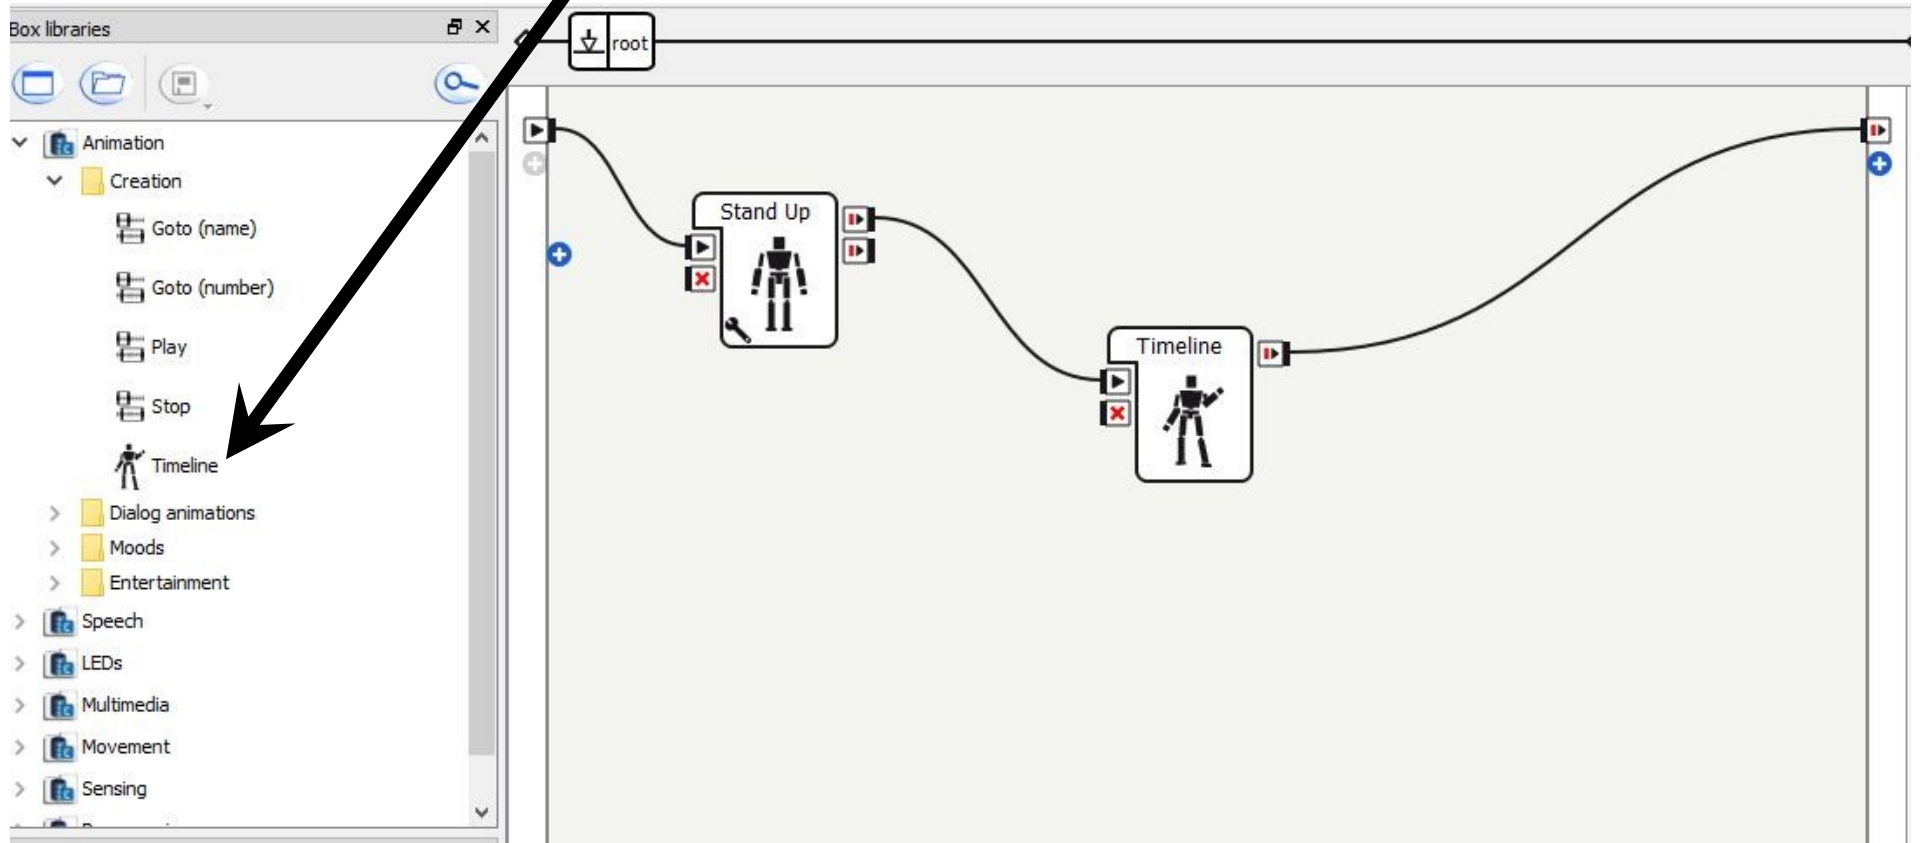 Box libraries
root
Animation
Creation
Goto (name)
Goto (number)
Play
Stop
Timeline
Dialog animations
Moods
Entertainment
Speech
LEDs
Multimedia
Movement
Sensing
Stand Up
Timeline